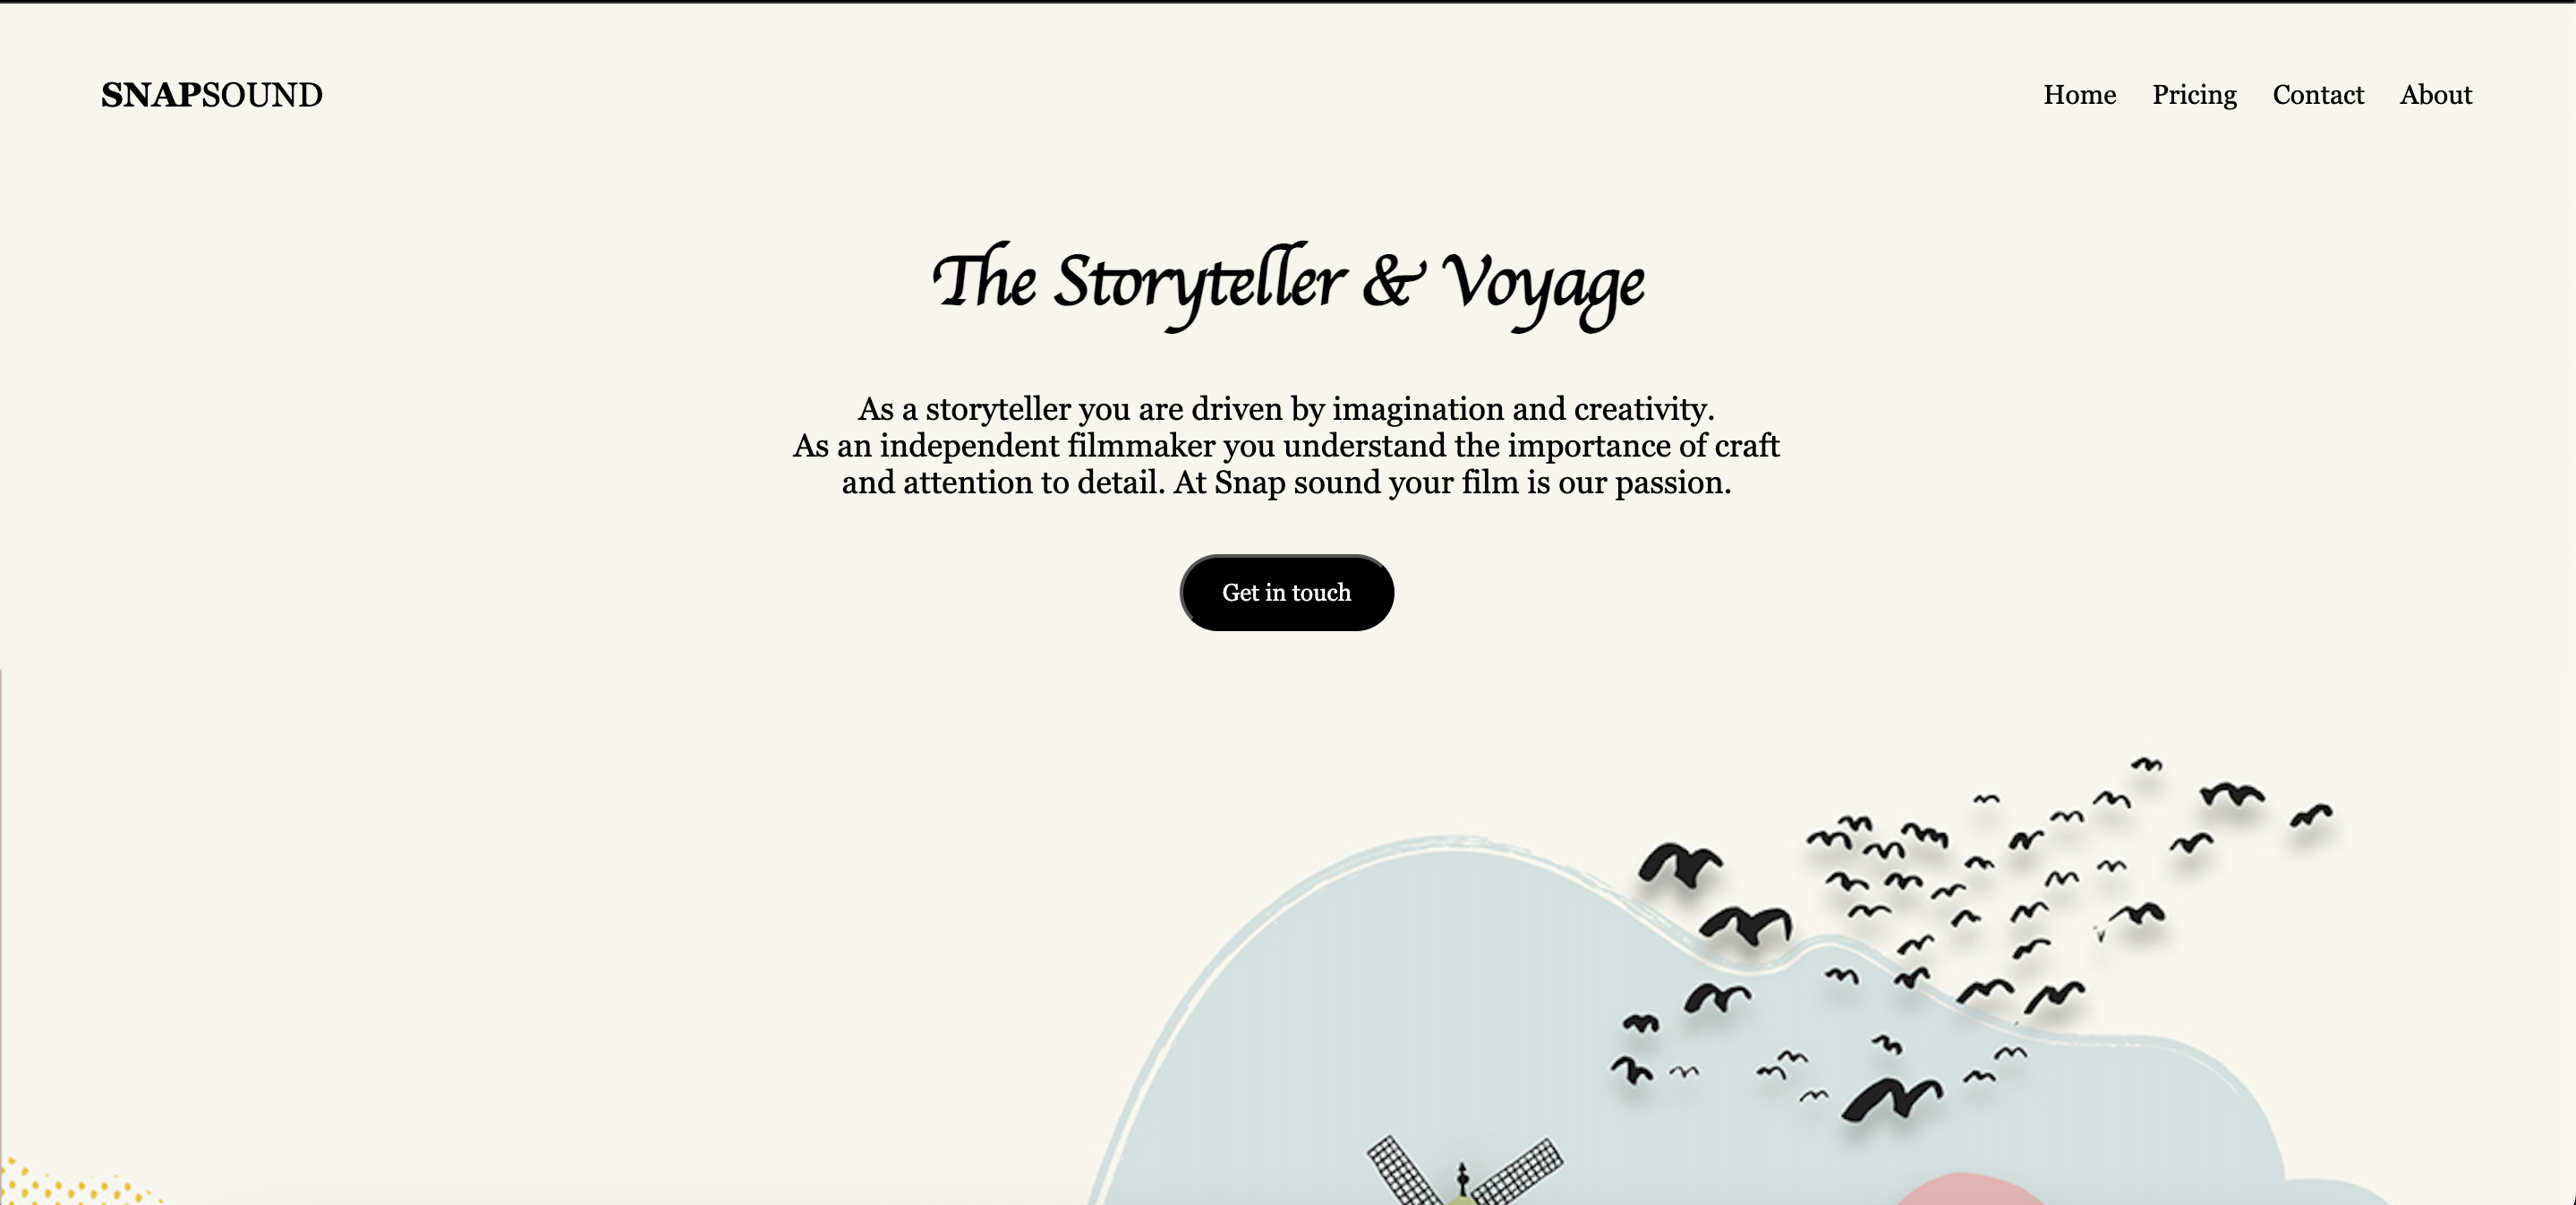 SNAPSOUND
Home Pricing Contact About
The Storyteller & Voyage
As a storyteller you are driven by imagination and creativity.
As an independent filmmaker you understand the importance of craft
and attention to detail. At Snap sound your film is our passion.
Get in touch